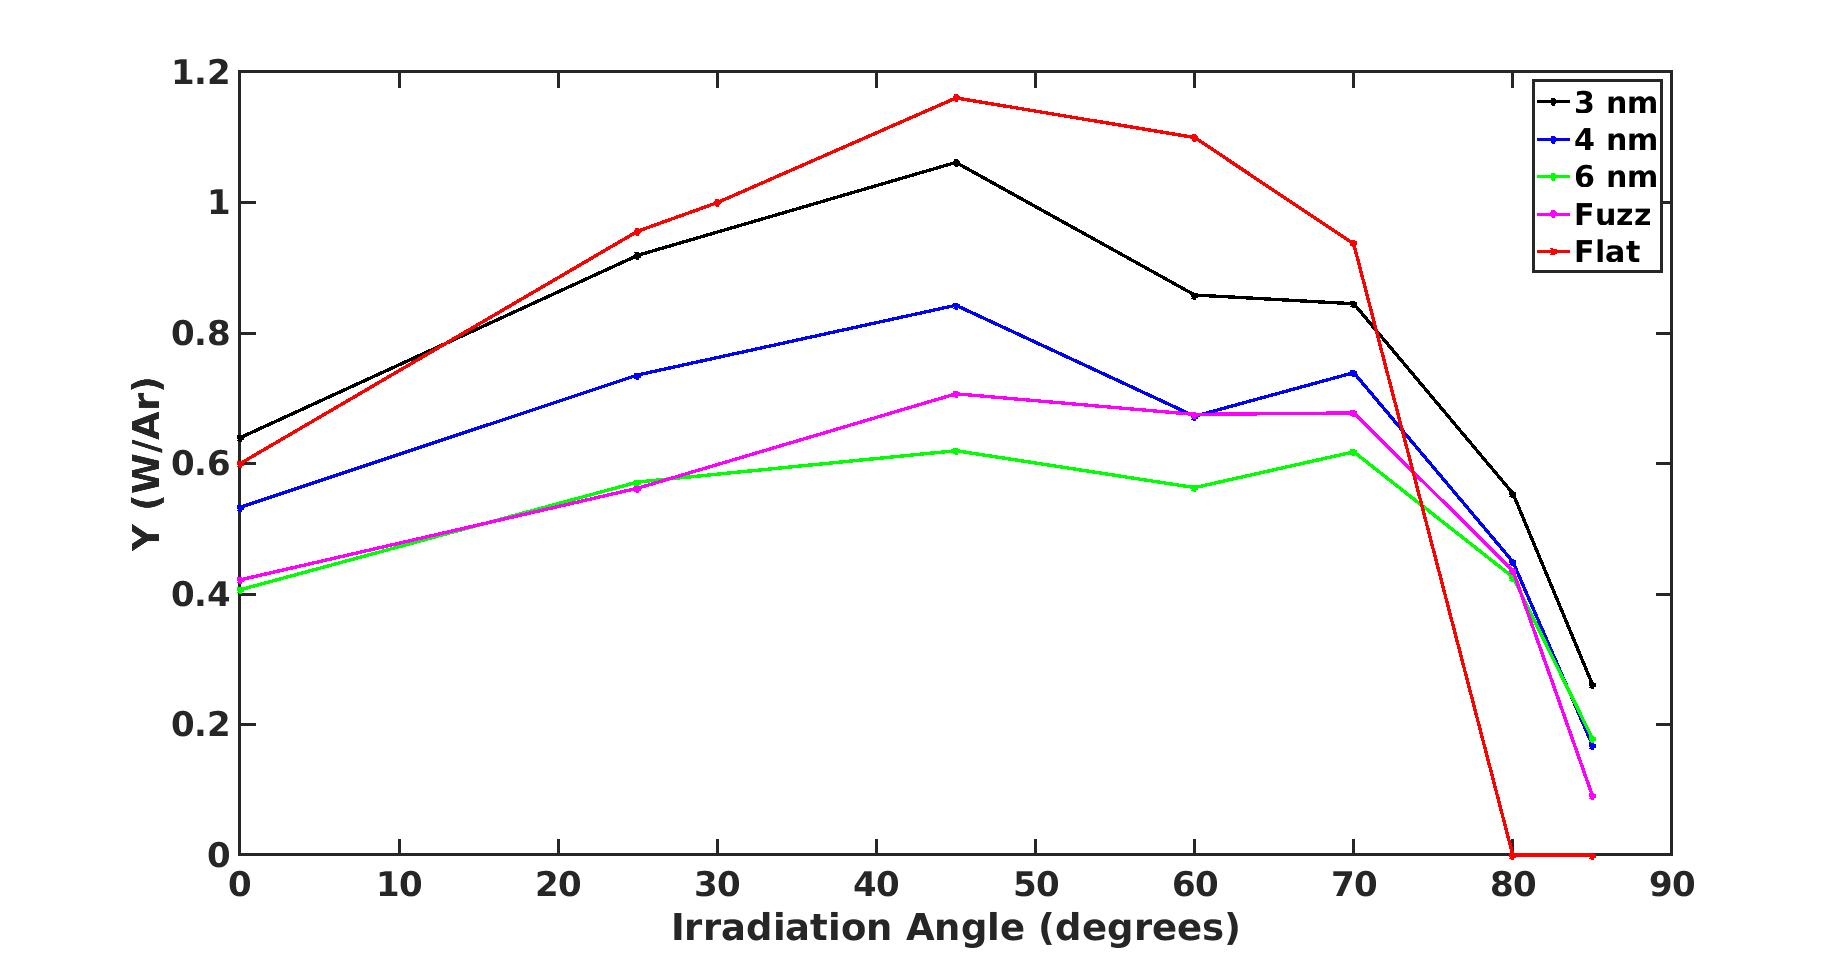 1.2
1
0.8
0.6
0.4
0.2
0
Y (W/Ar)
3 nm
4 nm
6 nm
Fuzz
Flat
0 10 20 30 40 50 60 70 80 90
Irradiation Angle (degrees)